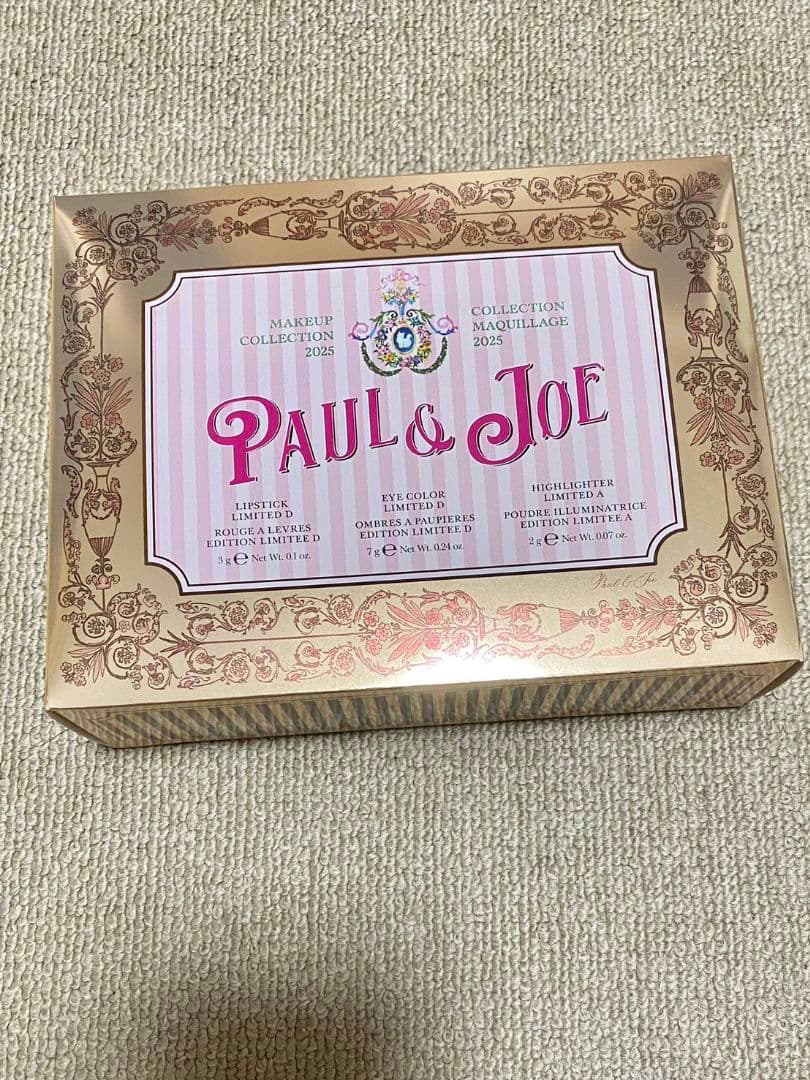 MAKEUP
COLLECTION
2025
COLLECTION
MAQUILLAGE
2025
PAUL & JOE
LIPSTICK
LIMITED D
ROUGE A LEVRES
EDITION LIMITEE D
3 g ℮ Net Wt. 0.1 oz.
EYE COLOR
LIMITED D
OMBRES A PAUPIERES
EDITION LIMITEE D
7 g ℮ Net Wt. 0.24 oz.
HIGHLIGHTER
LIMITED A
POUDRE ILLUMINATRICE
EDITION LIMITEE A
2 g ℮ Net Wt. 0.07 oz.
Paul & Joe